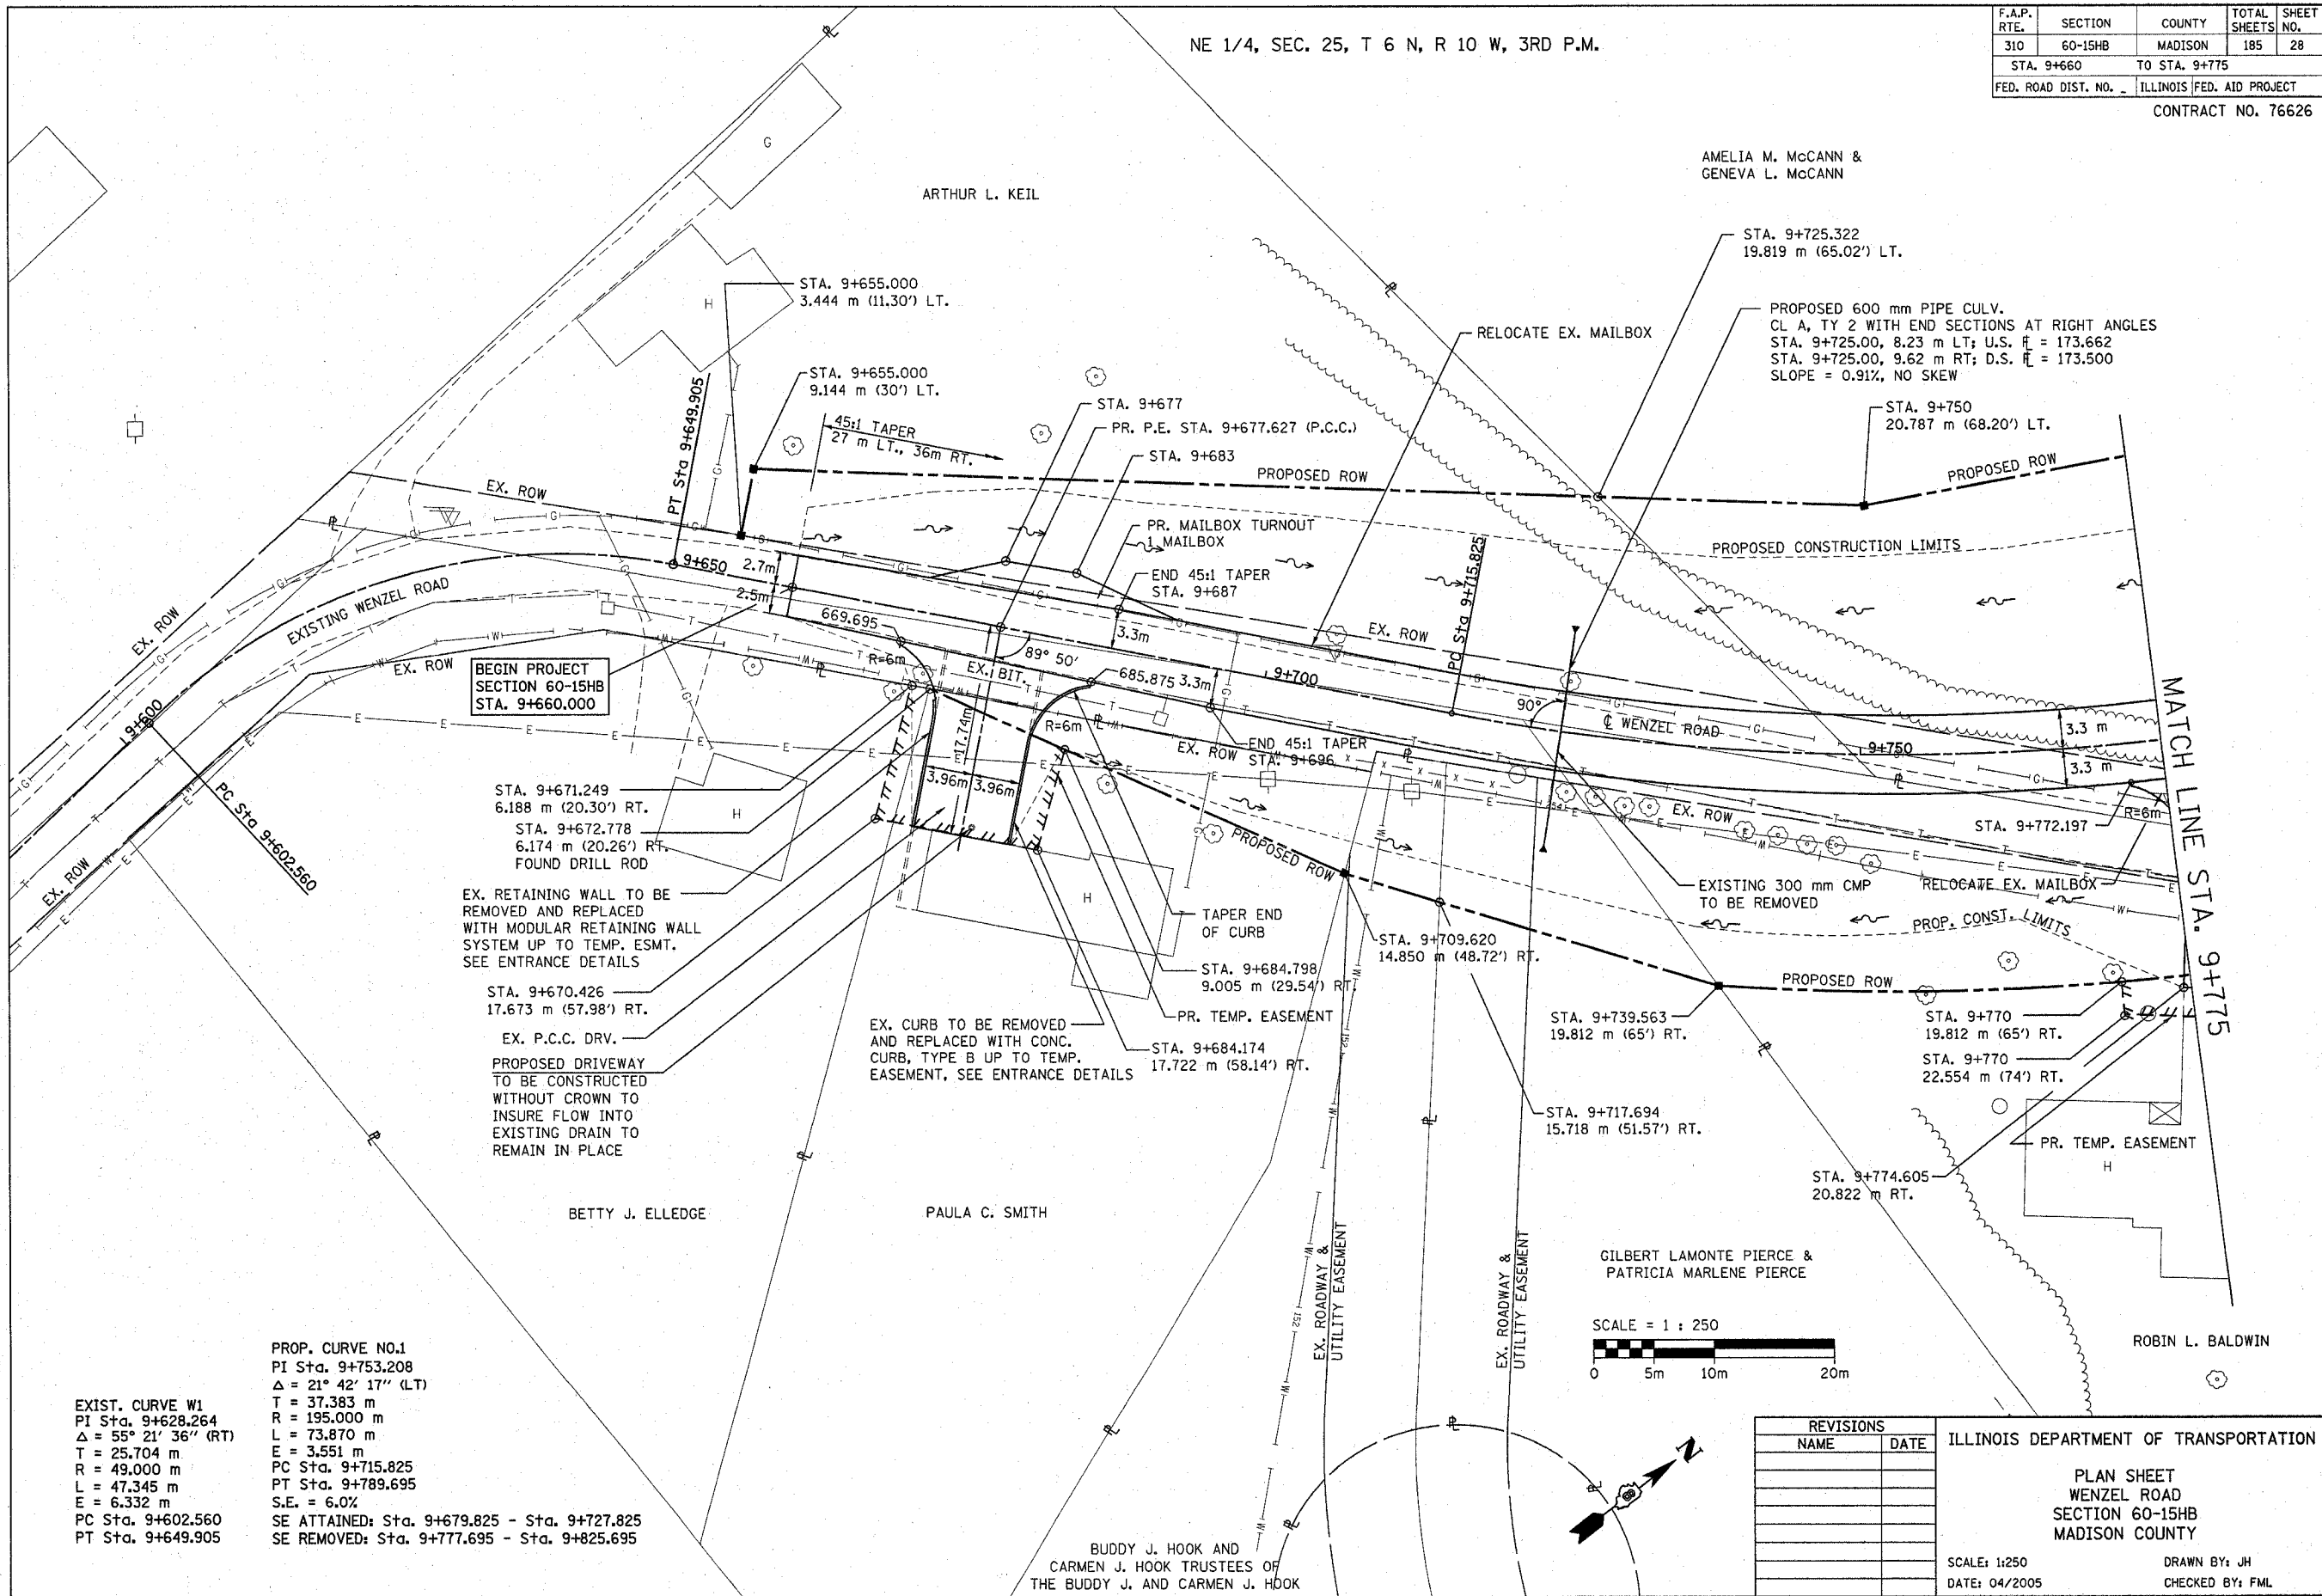 F.A.P. RTE. SECTION COUNTY TOTAL SHEETS SHEET NO.
310 60-15HB MADISON 185 28
STA. 9+660 TO STA. 9+775
FED. ROAD DIST. NO. _ ILLINOIS FED. AID PROJECT
CONTRACT NO. 76626
NE 1/4, SEC. 25, T 6 N, R 10 W, 3RD P.M.
ARTHUR L. KEIL
AMELIA M. McCANN &
GENEVA L. McCANN
STA. 9+725.322
19.819 m (65.02') LT.
STA. 9+655.000
3.444 m (11.30') LT.
RELOCATE EX. MAILBOX
PROPOSED 600 mm PIPE CULV.
CL A, TY 2 WITH END SECTIONS AT RIGHT ANGLES
STA. 9+725.00, 8.23 m LT; U.S. FL = 173.662
STA. 9+725.00, 9.62 m RT; D.S. FL = 173.500
SLOPE = 0.91%, NO SKEW
STA. 9+655.000
9.144 m (30') LT.
STA. 9+750
20.787 m (68.20') LT.
45:1 TAPER
27 m LT., 36m RT.
STA. 9+677
PR. P.E. STA. 9+677.627 (P.C.C.)
STA. 9+683
PROPOSED ROW
PROPOSED ROW
EX. ROW
PT Sta 9+649.905
PR. MAILBOX TURNOUT
1 MAILBOX
PROPOSED CONSTRUCTION LIMITS
END 45:1 TAPER
STA. 9+687
9+650
2.7m
2.5m
EXISTING WENZEL ROAD
EX. ROW
EX. ROW
669.695
R=6m
EX. BIT.
89° 50'
3.3m
EX. ROW
PC Sta 9+715.825
685.875
3.3m
9+700
90°
℄ WENZEL ROAD
9+750
3.3 m
3.3 m
BEGIN PROJECT
SECTION 60-15HB
STA. 9+660.000
9+600
PC Sta 9+602.560
EX. ROW
17.74m
R=6m
3.96m 3.96m
EX. ROW
END 45:1 TAPER
STA. 9+696
EX. ROW
STA. 9+772.197
R=6m
MATCH LINE STA. 9+775
STA. 9+671.249
6.188 m (20.30') RT.
STA. 9+672.778
6.174 m (20.26') RT.
FOUND DRILL ROD
PROPOSED ROW
EXISTING 300 mm CMP
TO BE REMOVED
RELOCATE EX. MAILBOX
PROP. CONST. LIMITS
EX. RETAINING WALL TO BE
REMOVED AND REPLACED
WITH MODULAR RETAINING WALL
SYSTEM UP TO TEMP. ESMT.
SEE ENTRANCE DETAILS
TAPER END
OF CURB
STA. 9+709.620
14.850 m (48.72') RT.
STA. 9+684.798
9.005 m (29.54') RT.
PROPOSED ROW
STA. 9+670.426
17.673 m (57.98') RT.
EX. P.C.C. DRV.
PR. TEMP. EASEMENT
EX. CURB TO BE REMOVED
AND REPLACED WITH CONC.
CURB, TYPE B UP TO TEMP.
EASEMENT, SEE ENTRANCE DETAILS
STA. 9+684.174
17.722 m (58.14') RT.
STA. 9+739.563
19.812 m (65') RT.
STA. 9+770
19.812 m (65') RT.
STA. 9+770
22.554 m (74') RT.
PROPOSED DRIVEWAY
TO BE CONSTRUCTED
WITHOUT CROWN TO
INSURE FLOW INTO
EXISTING DRAIN TO
REMAIN IN PLACE
STA. 9+717.694
15.718 m (51.57') RT.
PR. TEMP. EASEMENT
H
STA. 9+774.605
20.822 m RT.
BETTY J. ELLEDGE
PAULA C. SMITH
EX. ROADWAY &
UTILITY EASEMENT
EX. ROADWAY &
UTILITY EASEMENT
GILBERT LAMONTE PIERCE &
PATRICIA MARLENE PIERCE
SCALE = 1 : 250
0 5m 10m 20m
ROBIN L. BALDWIN
EXIST. CURVE W1
PI Sta. 9+628.264
Δ = 55° 21' 36" (RT)
T = 25.704 m
R = 49.000 m
L = 47.345 m
E = 6.332 m
PC Sta. 9+602.560
PT Sta. 9+649.905
PROP. CURVE NO.1
PI Sta. 9+753.208
Δ = 21° 42' 17" (LT)
T = 37.383 m
R = 195.000 m
L = 73.870 m
E = 3.551 m
PC Sta. 9+715.825
PT Sta. 9+789.695
S.E. = 6.0%
SE ATTAINED: Sta. 9+679.825 - Sta. 9+727.825
SE REMOVED: Sta. 9+777.695 - Sta. 9+825.695
BUDDY J. HOOK AND
CARMEN J. HOOK TRUSTEES OF
THE BUDDY J. AND CARMEN J. HOOK
N
REVISIONS
NAME DATE
ILLINOIS DEPARTMENT OF TRANSPORTATION
PLAN SHEET
WENZEL ROAD
SECTION 60-15HB
MADISON COUNTY
SCALE: 1:250
DATE: 04/2005
DRAWN BY: JH
CHECKED BY: FML